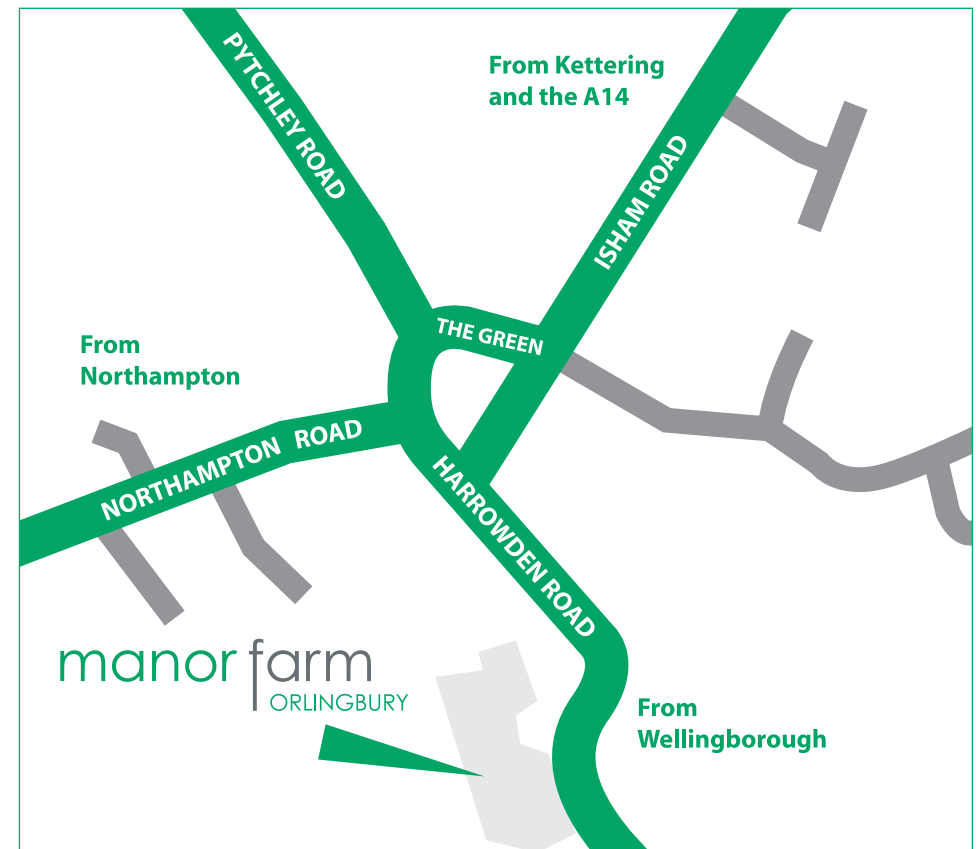 PYTCHLEY ROAD
From Kettering
and the A14
ISHAM ROAD
THE GREEN
From
Northampton
NORTHAMPTON ROAD
HARROWDEN ROAD
manor farm
ORLINGBURY
From
Wellingborough